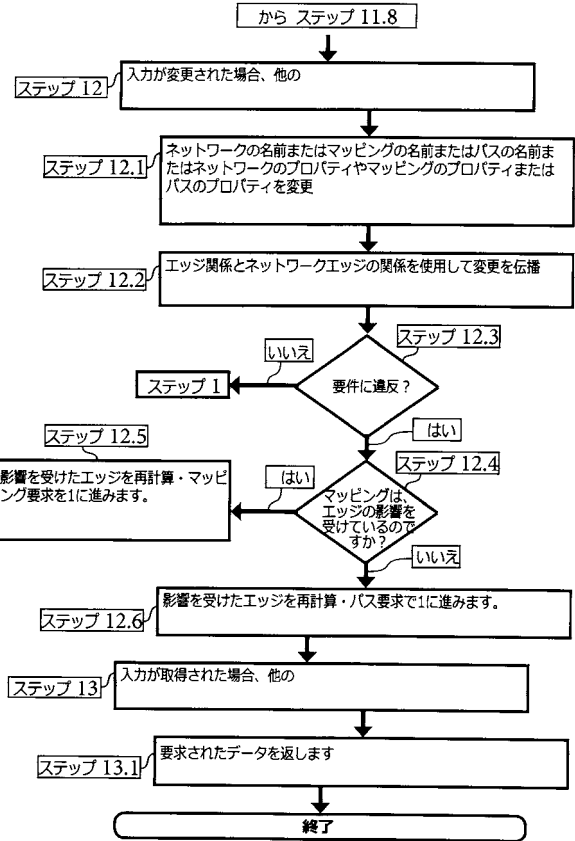 から ステップ 11.8
ステップ 12
入力が変更された場合、他の
ステップ 12.1
ネットワークの名前またはマッピングの名前またはパスの名前ま
たはネットワークのプロパティやマッピングのプロパティまたは
パスのプロパティを変更
ステップ 12.2
エッジ関係とネットワークエッジの関係を使用して変更を伝播
ステップ 12.3
要件に違反？
いいえ
ステップ 1
はい
ステップ 12.4
マッピングは、
エッジの影響を
受けているので
すか？
はい
ステップ 12.5
影響を受けたエッジを再計算・マッピ
ング要求を1に進みます。
いいえ
ステップ 12.6
影響を受けたエッジを再計算・パス要求で1に進みます。
ステップ 13
入力が取得された場合、他の
ステップ 13.1
要求されたデータを返します
終了